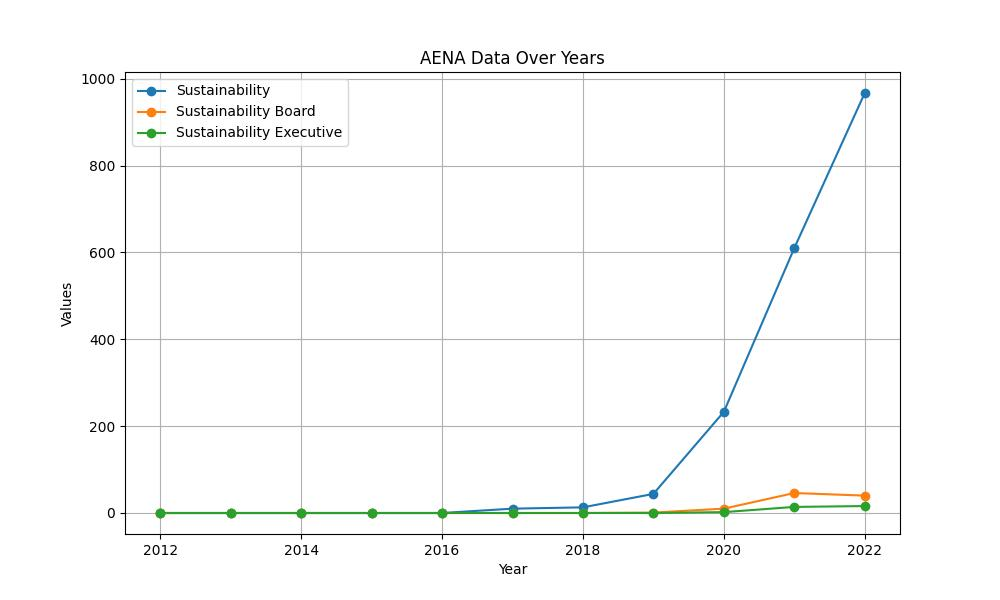 AENA Data Over Years
Sustainability
Sustainability Board
Sustainability Executive
1000
800
600
400
200
0
Values
2012 2014 2016 2018 2020 2022
Year